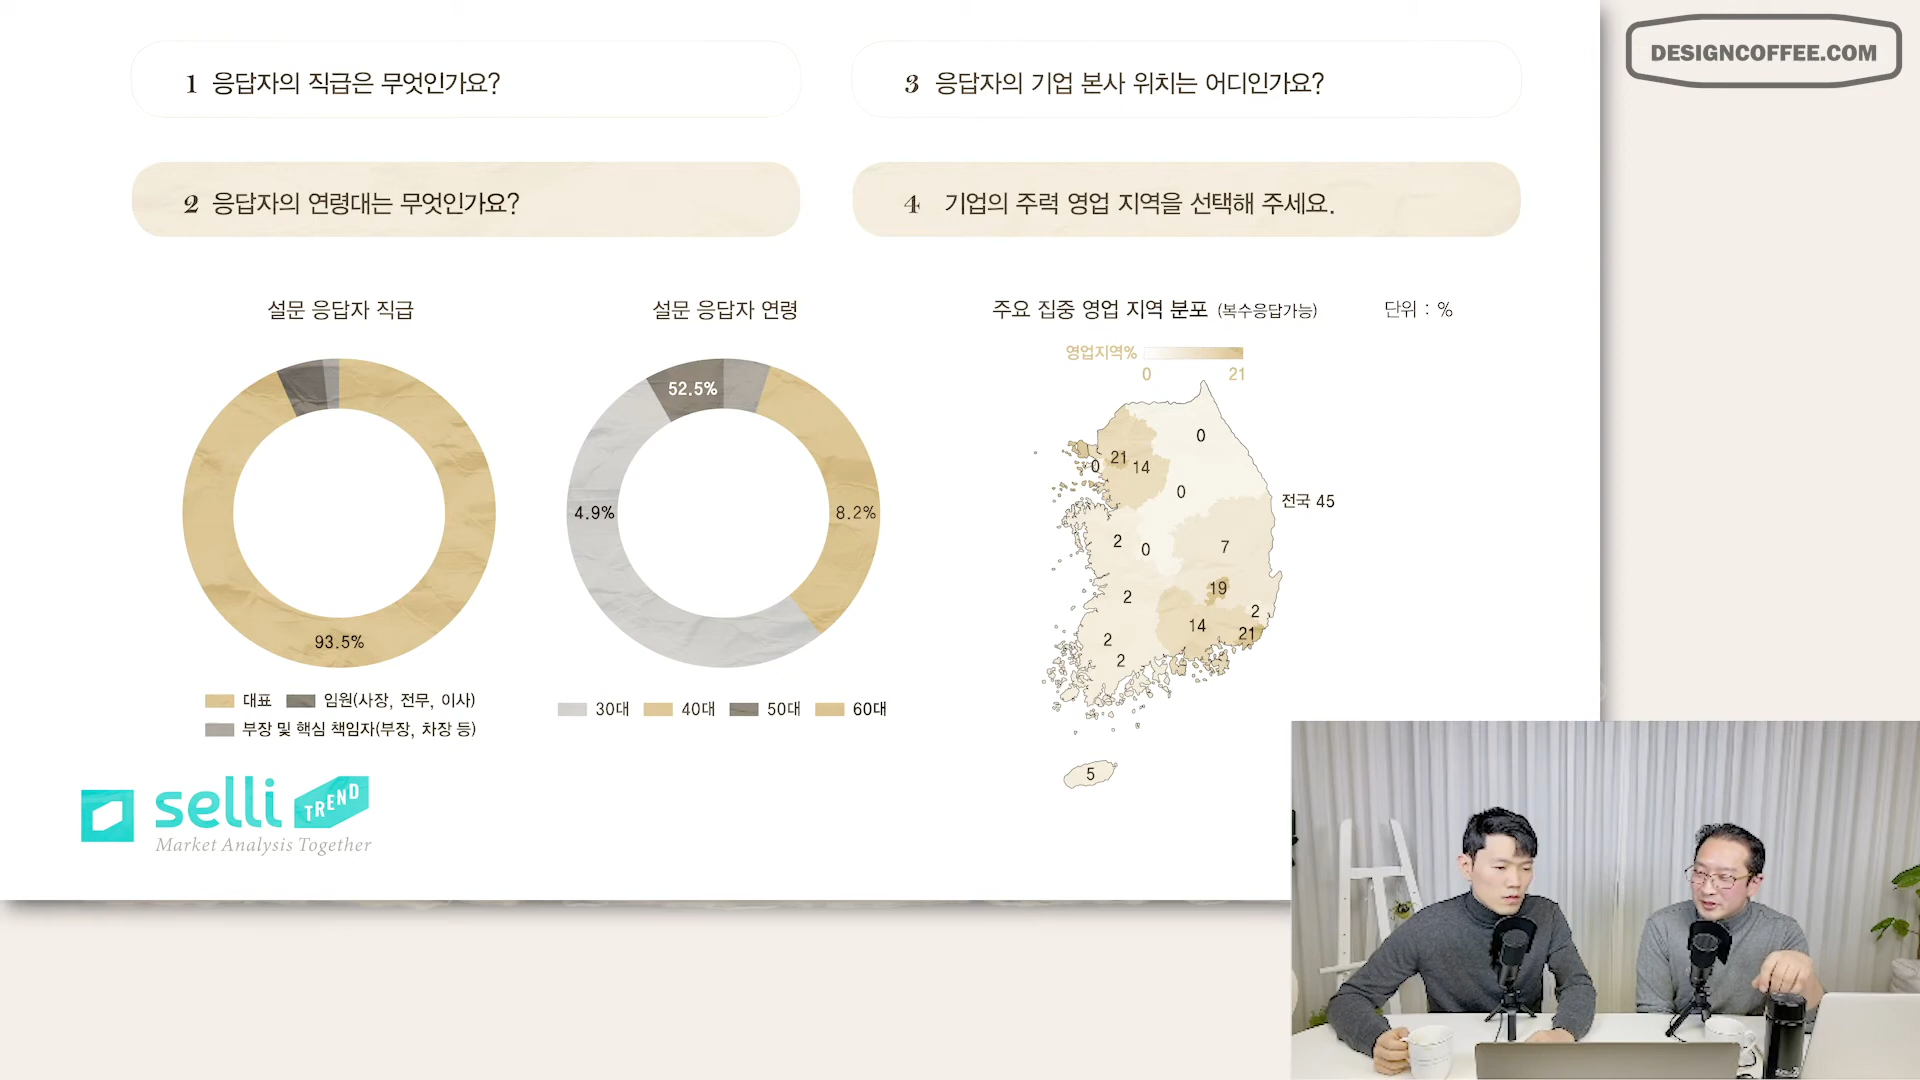 DESIGNCOFFEE.COM
1 응답자의 직급은 무엇인가요?
2 응답자의 연령대는 무엇인가요?
3 응답자의 기업 본사 위치는 어디인가요?
4 기업의 주력 영업 지역을 선택해 주세요.
설문 응답자 직급
93.5%
대표 임원(사장, 전무, 이사)
부장 및 핵심 책임자(부장, 차장 등)
설문 응답자 연령
52.5%
4.9%
8.2%
30대 40대 50대 60대
주요 집중 영업 지역 분포 (복수응답가능) 단위 : %
영업지역%
0 21
0
21
14
0
0
전국 45
2
0
7
19
2
2
14
21
2
2
5
selli TREND
Market Analysis Together